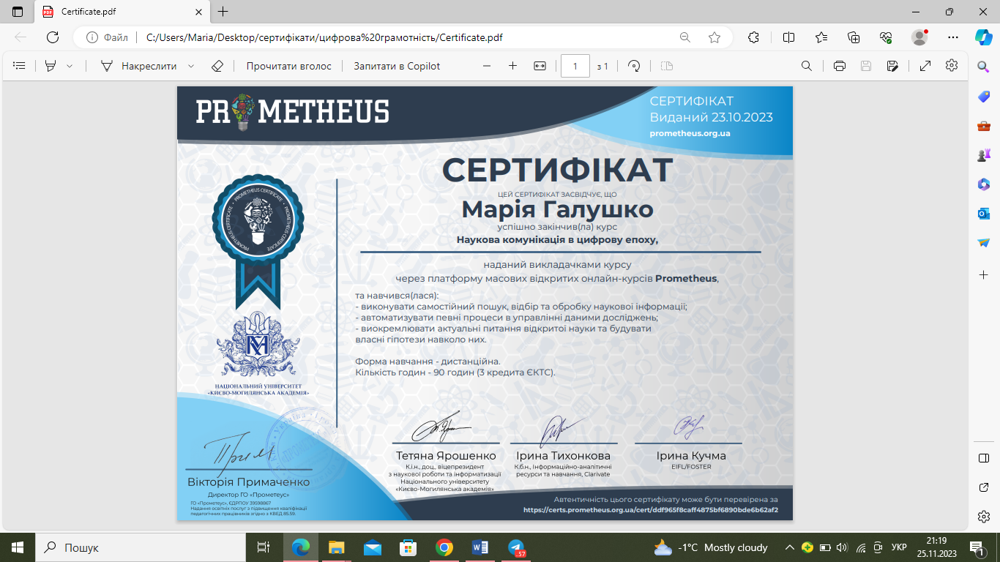 Certificate.pdf
Файл
C:/Users/Maria/Desktop/сертифікати/цифрова%20грамотність/Certificate.pdf
Накреслити
Прочитати вголос
Запитати в Copilot
1
з 1
PROMETHEUS
СЕРТИФІКАТ
Виданий 23.10.2023
prometheus.org.ua
СЕРТИФІКАТ
ЦЕЙ СЕРТИФІКАТ ЗАСВІДЧУЄ, ЩО
Марія Галушко
успішно закінчив(ла) курс
Наукова комунікація в цифрову епоху,
наданий викладачками курсу
через платформу масових відкритих онлайн-курсів Prometheus,
та навчився(лася):
- виконувати самостійний пошук, відбір та обробку наукової інформації;
- автоматизувати певні процеси в управлінні даними досліджень;
- виокремлювати актуальні питання відкритої науки та будувати
власні гіпотези навколо них.
Форма навчання - дистанційна.
Кількість годин - 90 годин (3 кредита ЄКТС).
PROMETHEUS CERTIFICATE • PROMETHEUS CERTIFICATE • PROMETHEUS CERTIFICATE •
НАЦІОНАЛЬНИЙ УНІВЕРСИТЕТ
«КИЄВО-МОГИЛЯНСЬКА АКАДЕМІЯ»
Вікторія Примаченко
Директор ГО «Прометеус»
ГО «Прометеус», ЄДРПОУ 39598867
Надання освітніх послуг з підвищення кваліфікації
педагогічних працівників згідно з КВЕД 85.59.
Тетяна Ярошенко
К.і.н., доц., віцепрезидент
з наукової роботи та інформатизації
Національного університету
«Києво-Могилянська академія»
Ірина Тихонкова
К.б.н., Інформаційно-аналітичні
ресурси та навчання, Clarivate
Ірина Кучма
EIFL/FOSTER
Автентичність цього сертифікату може бути перевірена за
https://certs.prometheus.org.ua/cert/ddf965f8caff4875bf6890bde6b62af2
Пошук
57
-1°C Mostly cloudy
УКР
21:19
25.11.2023
1